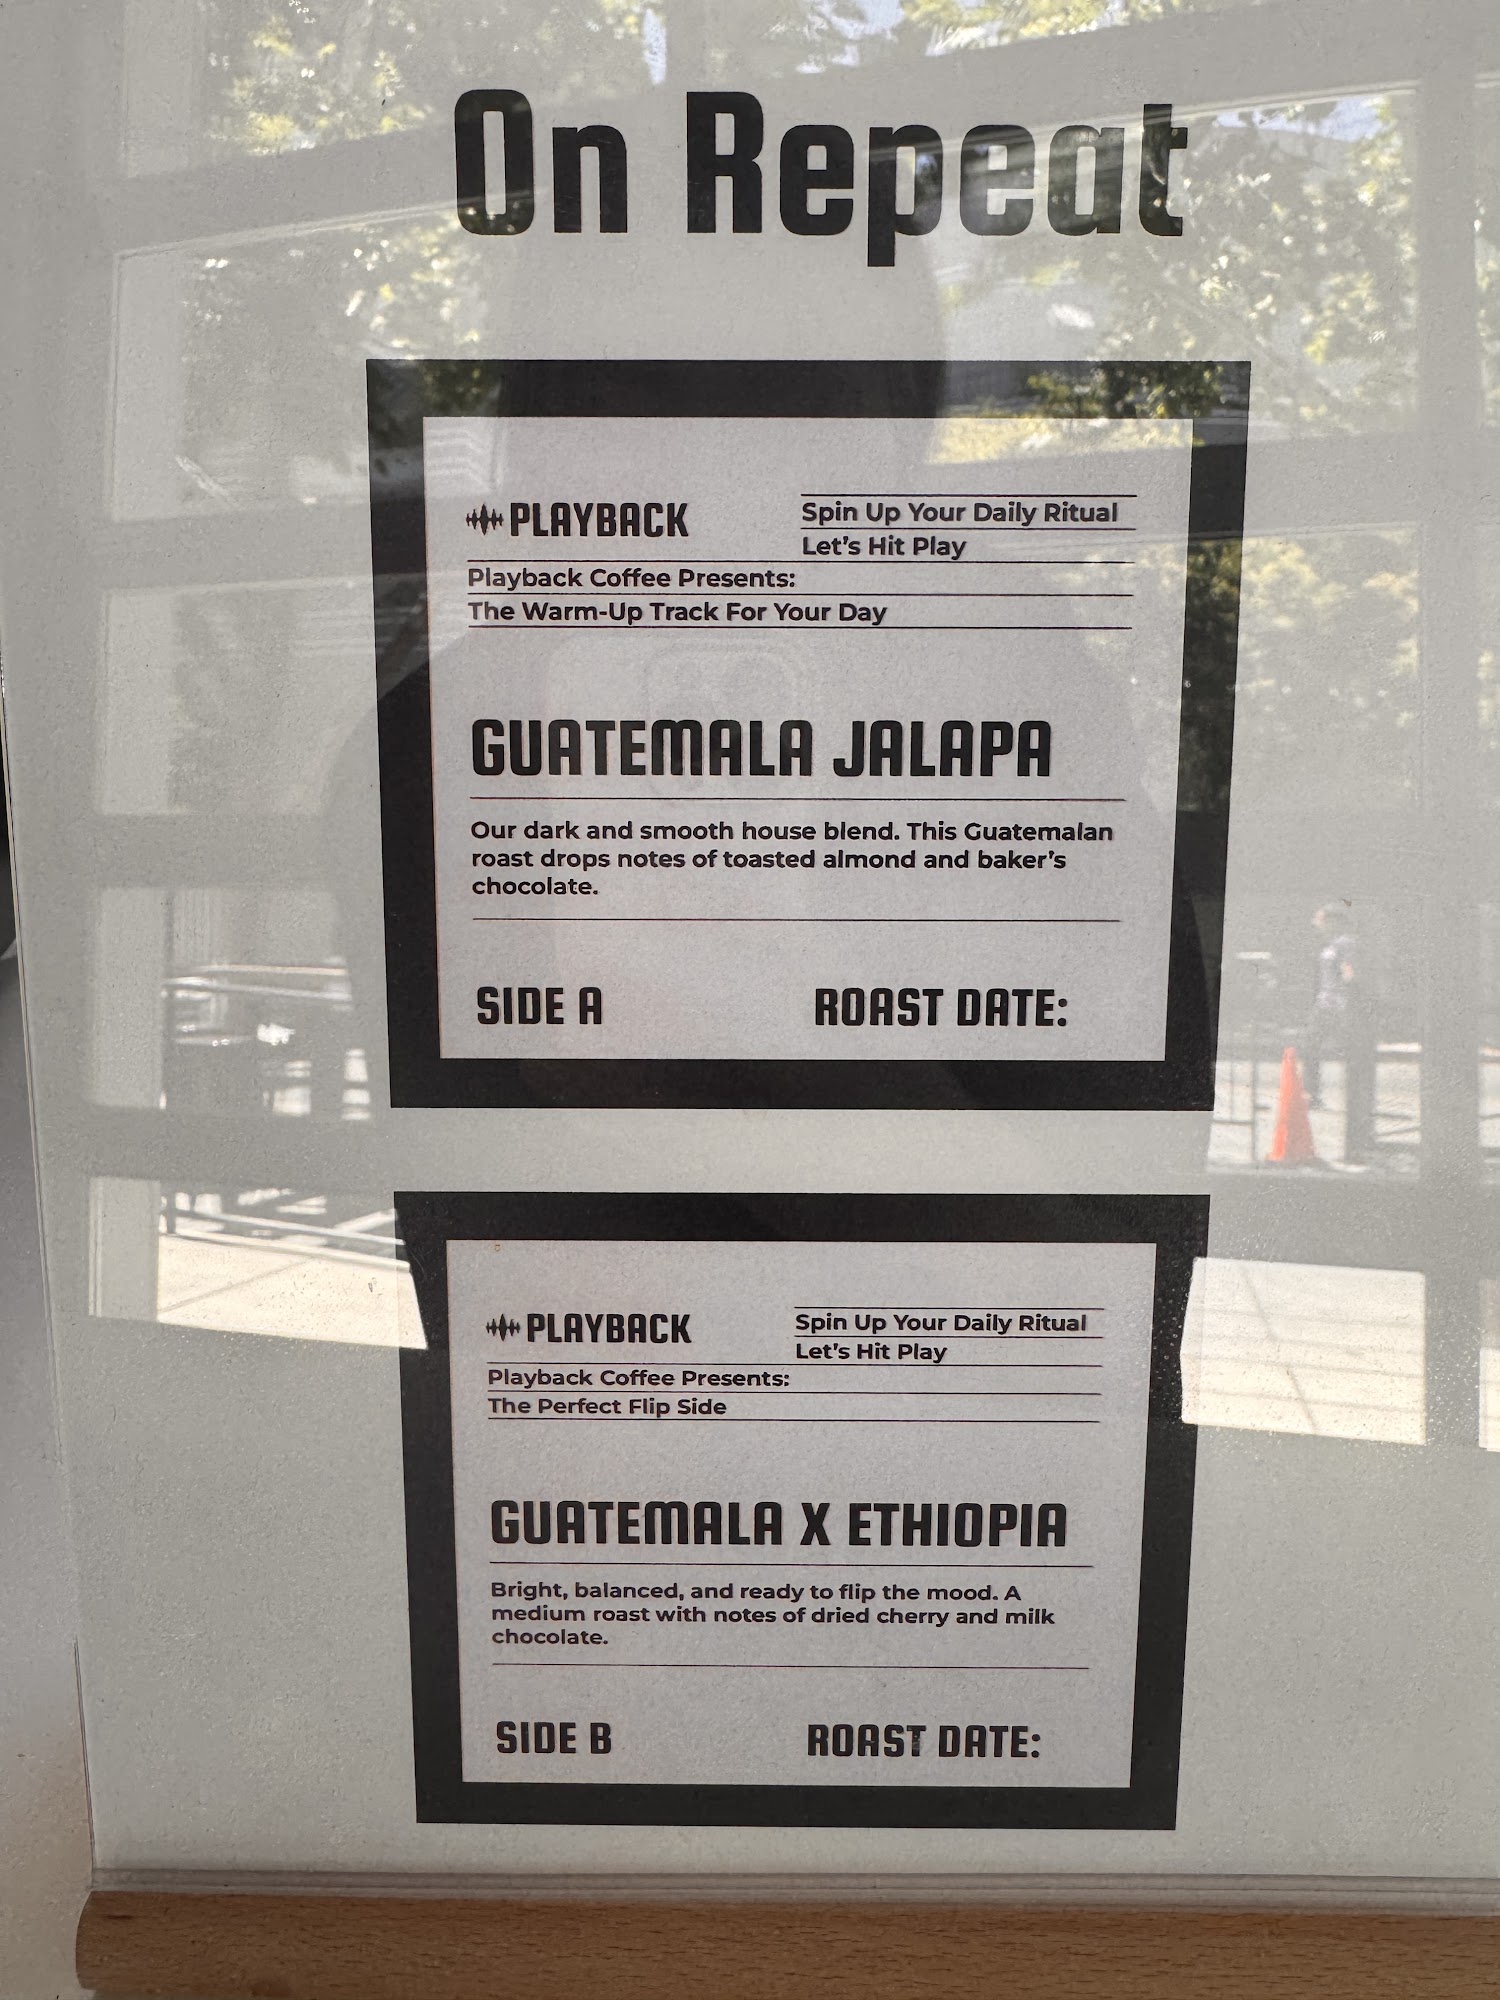 On Repeat
PLAYBACK
Spin Up Your Daily Ritual
Let's Hit Play
Playback Coffee Presents:
The Warm-Up Track For Your Day
GUATEMALA JALAPA
Our dark and smooth house blend. This Guatemalan
roast drops notes of toasted almond and baker's
chocolate.
SIDE A
ROAST DATE:
PLAYBACK
Spin Up Your Daily Ritual
Let's Hit Play
Playback Coffee Presents:
The Perfect Flip Side
GUATEMALA X ETHIOPIA
Bright, balanced, and ready to flip the mood. A
medium roast with notes of dried cherry and milk
chocolate.
SIDE B
ROAST DATE: